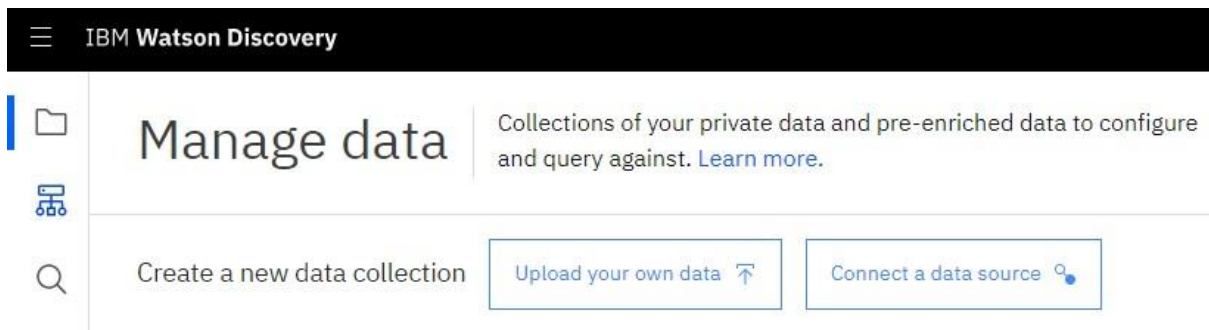 IBM Watson Discovery
Manage data
Collections of your private data and pre-enriched data to configure
and query against. Learn more.
Create a new data collection
Upload your own data
Connect a data source